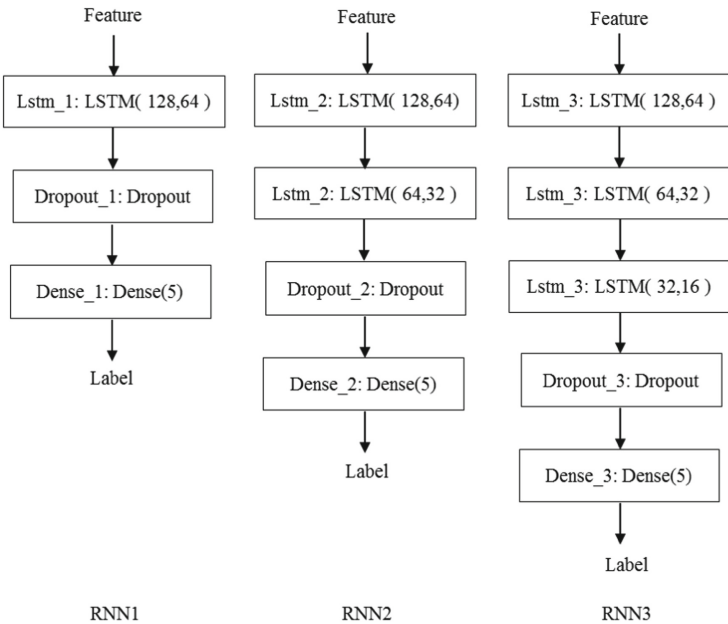 Feature
Lstm_1: LSTM( 128,64 )
Dropout_1: Dropout
Dense_1: Dense(5)
Label
RNN1
Feature
Lstm_2: LSTM( 128,64)
Lstm_2: LSTM( 64,32 )
Dropout_2: Dropout
Dense_2: Dense(5)
Label
RNN2
Feature
Lstm_3: LSTM( 128,64 )
Lstm_3: LSTM( 64,32 )
Lstm_3: LSTM( 32,16 )
Dropout_3: Dropout
Dense_3: Dense(5)
Label
RNN3